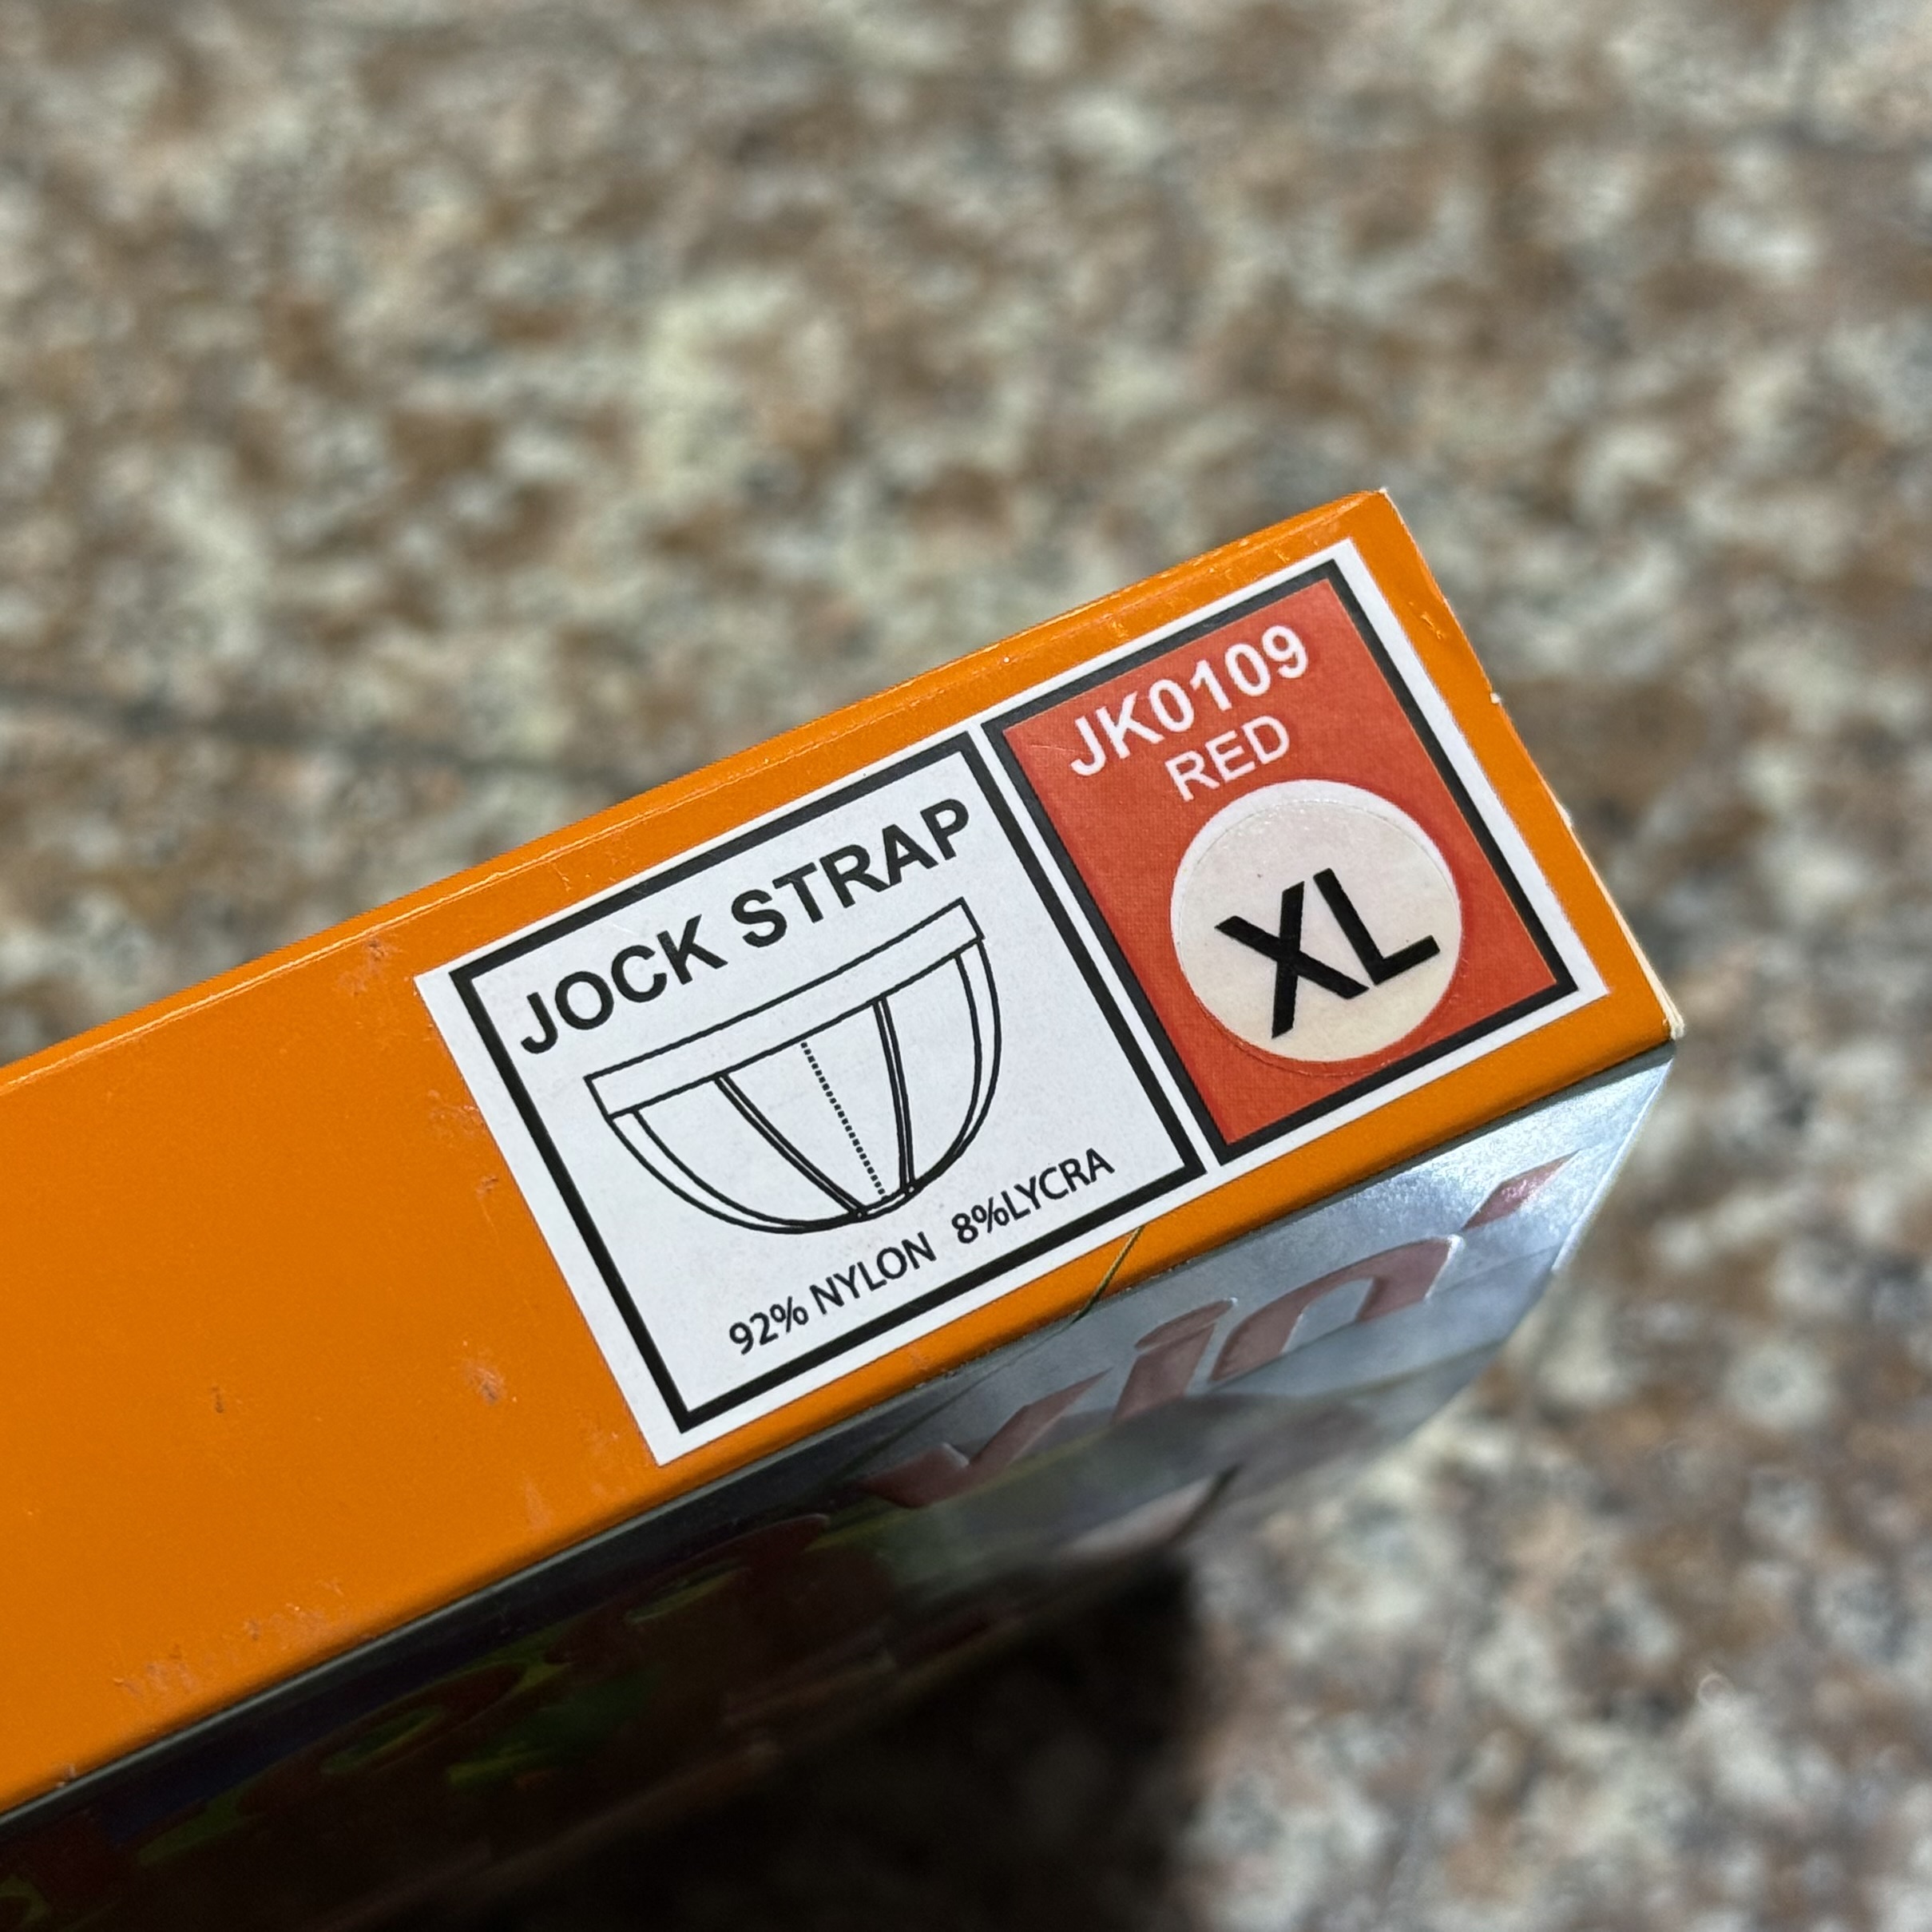 JOCK STRAP
92% NYLON 8%LYCRA
JK0109
RED
XL